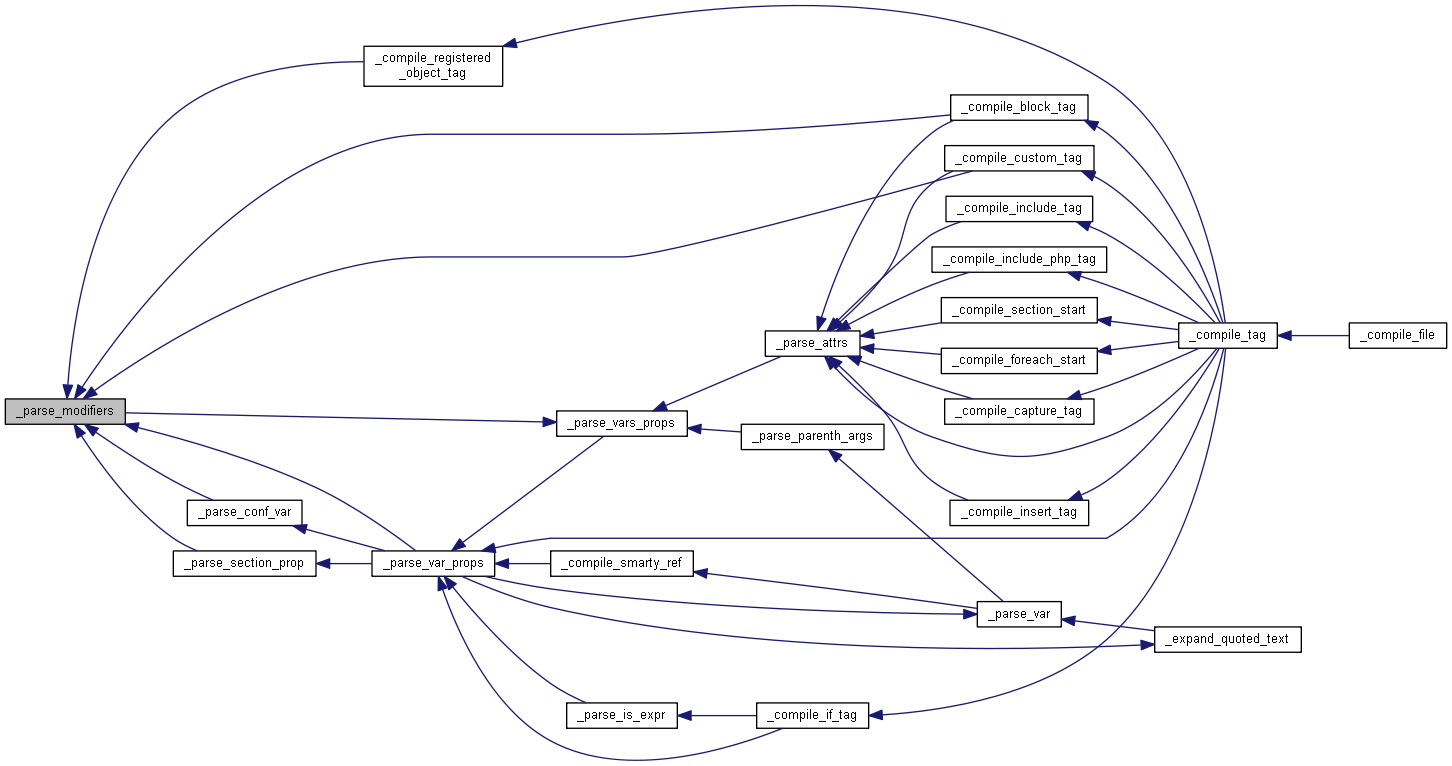 _compile_registered
_object_tag
_compile_block_tag
_compile_custom_tag
_compile_include_tag
_compile_include_php_tag
_compile_section_start
_parse_attrs
_compile_tag
_compile_file
_compile_foreach_start
_parse_modifiers
_compile_capture_tag
_parse_vars_props
_parse_parenth_args
_parse_conf_var
_compile_insert_tag
_parse_section_prop
_parse_var_props
_compile_smarty_ref
_parse_var
_expand_quoted_text
_parse_is_expr
_compile_if_tag